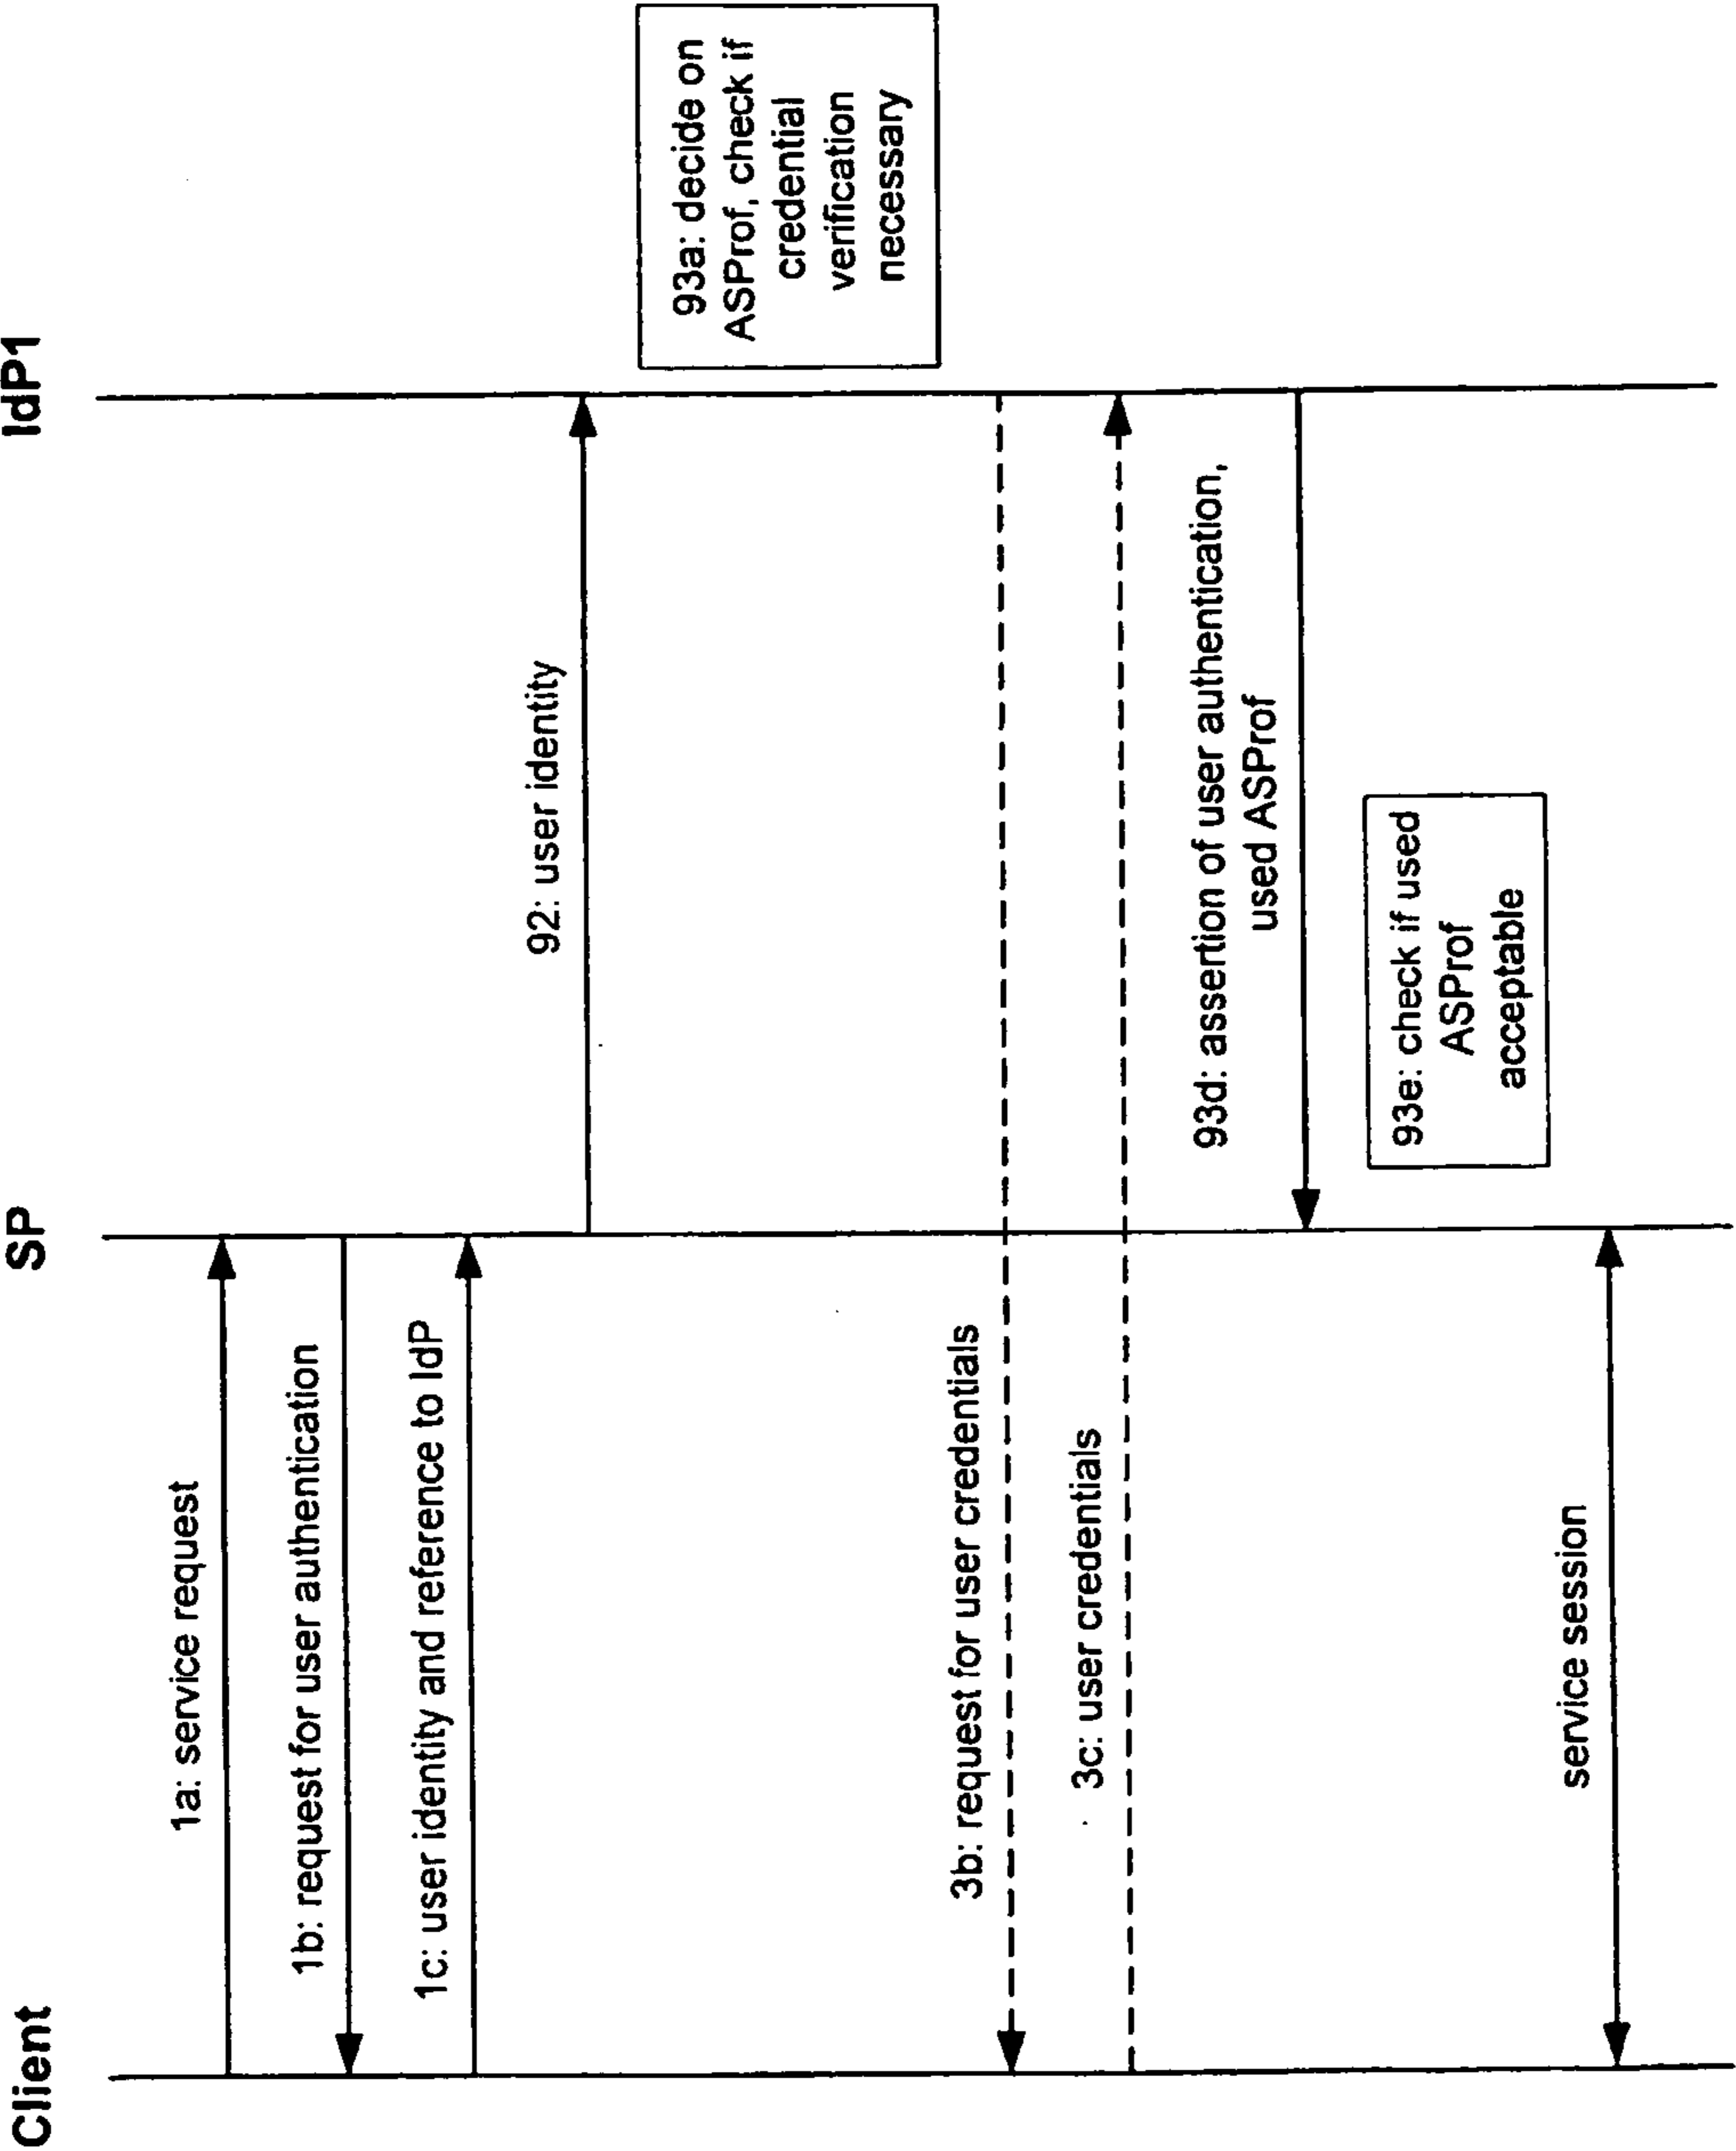 Client
SP
IdP1
1a: service request
1b: request for user authentication
1c: user identity and reference to IdP
92: user identity
93a: decide on
ASProf, check if
credential
verification
necessary
3b: request for user credentials
3c: user credentials
93d: assertion of user authentication,
used ASProf
93e: check if used
ASProf
acceptable
service session